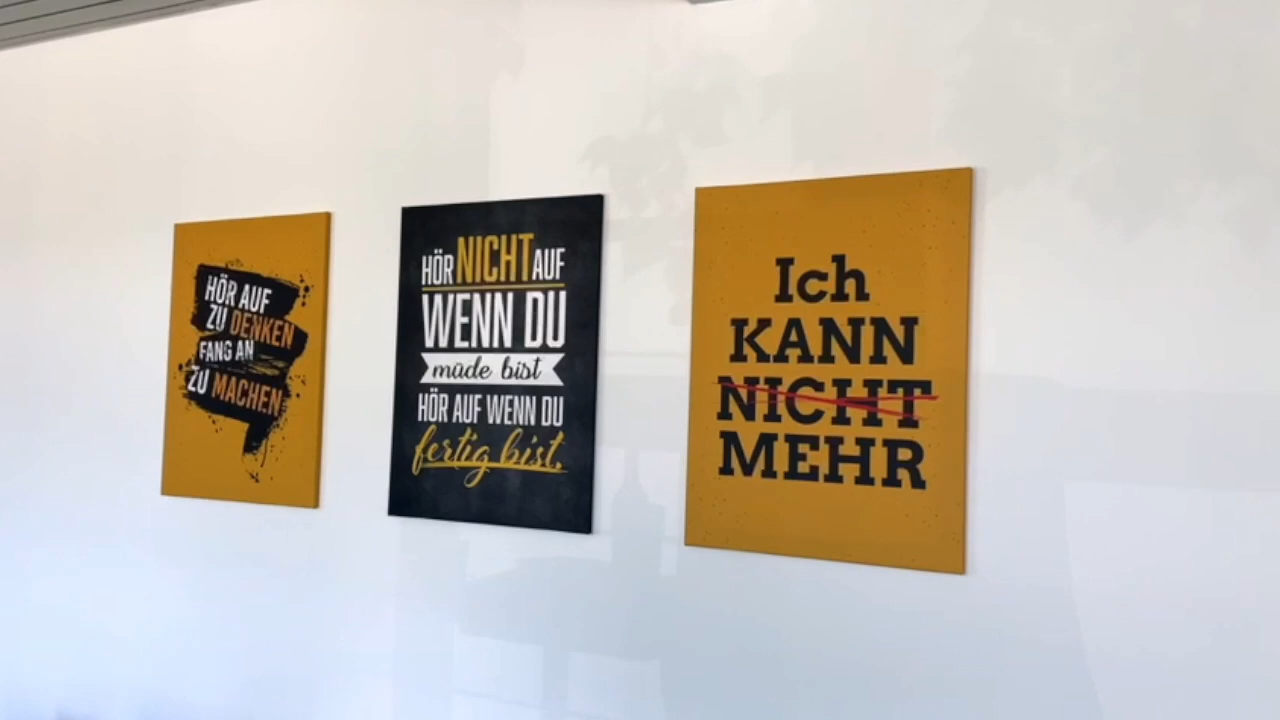 HÖR AUF
ZU DENKEN
FANG AN
ZU MACHEN
HÖR NICHT AUF
WENN DU
müde bist
HÖR AUF WENN DU
fertig bist.
Ich
KANN
NICHT
MEHR